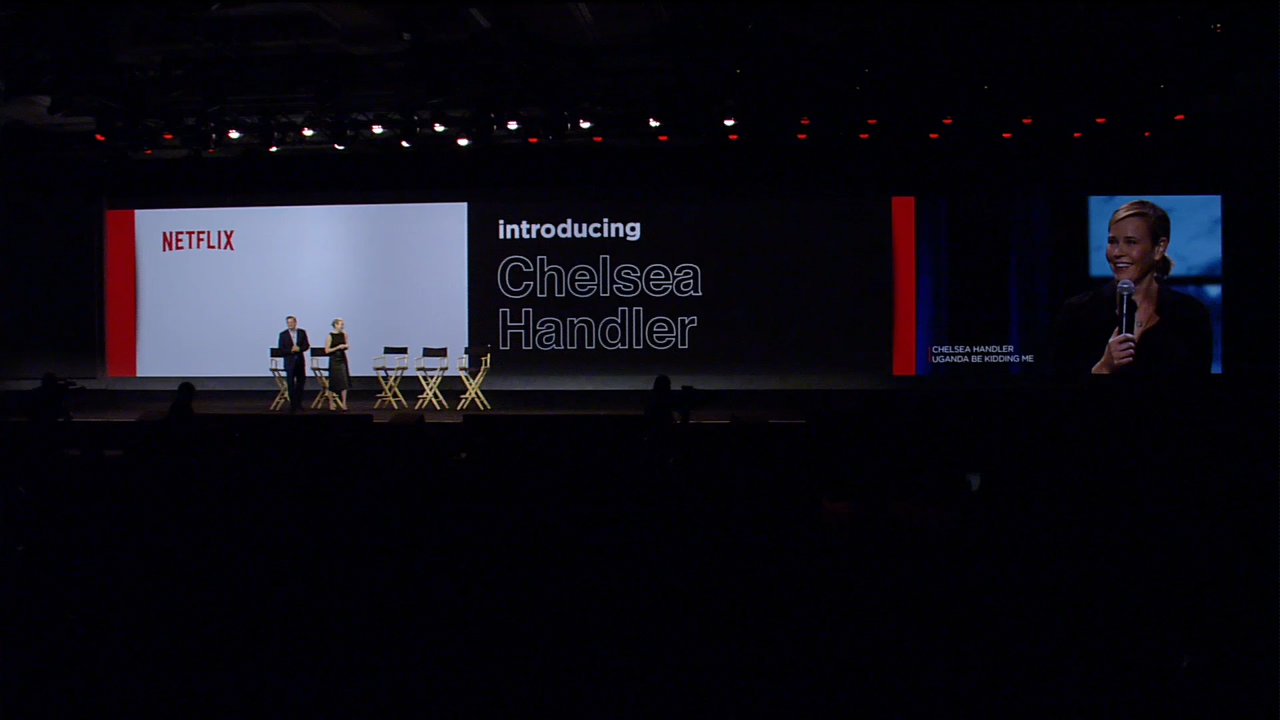 NETFLIX
introducing
Chelsea
Handler
CHELSEA HANDLER
UGANDA BE KIDDING ME